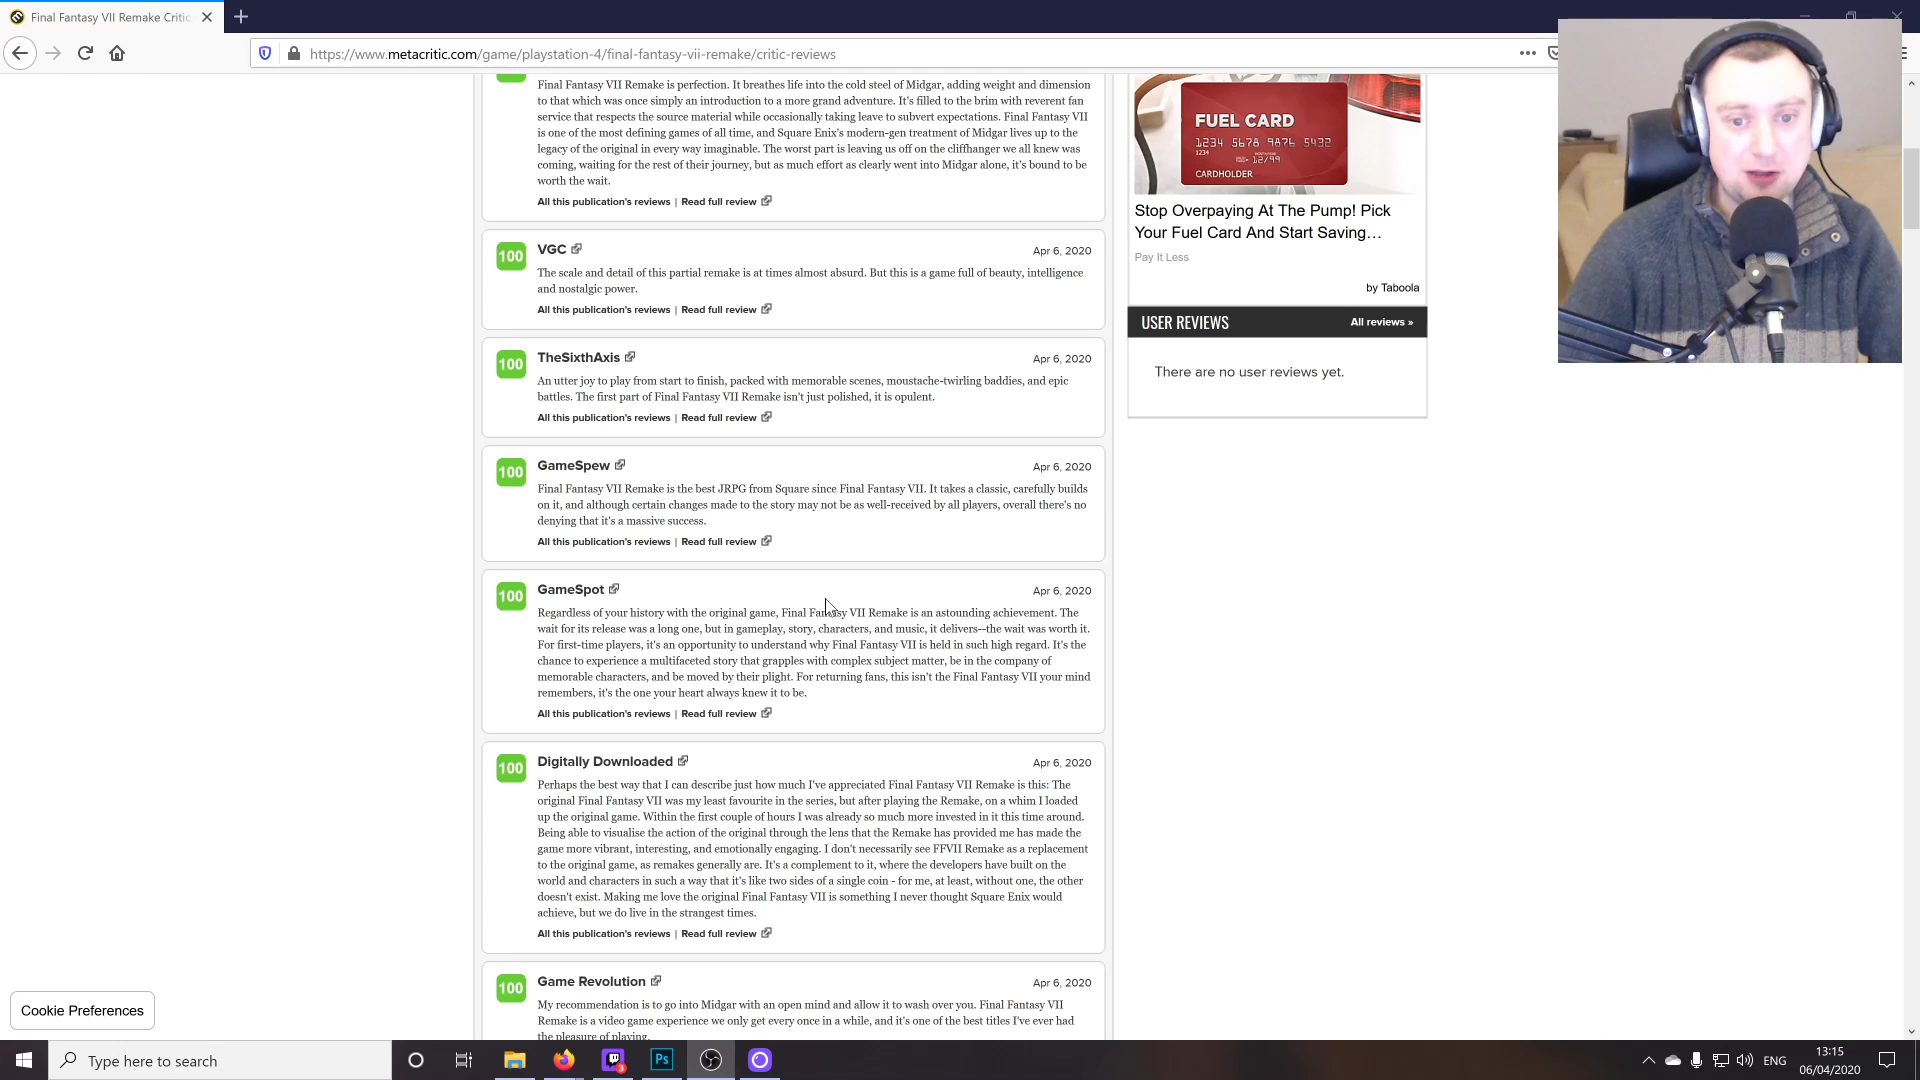 Final Fantasy VII Remake Critic
https://www.metacritic.com/game/playstation-4/final-fantasy-vii-remake/critic-reviews
Final Fantasy VII Remake is perfection. It breathes life into the cold steel of Midgar, adding weight and dimension
to that which was once simply an introduction to a more grand adventure. It's filled to the brim with reverent fan
service that respects the source material while occasionally taking leave to subvert expectations. Final Fantasy VII
is one of the most defining games of all time, and Square Enix's modern-gen treatment of Midgar lives up to the
legacy of the original in every way imaginable. The worst part is leaving us off on the cliffhanger we all knew was
coming, waiting for the rest of their journey, but as much effort as clearly went into Midgar alone, it's bound to be
worth the wait.
All this publication's reviews | Read full review
100 VGC Apr 6, 2020
The scale and detail of this partial remake is at times almost absurd. But this is a game full of beauty, intelligence
and nostalgic power.
All this publication's reviews | Read full review
100 TheSixthAxis Apr 6, 2020
An utter joy to play from start to finish, packed with memorable scenes, moustache-twirling baddies, and epic
battles. The first part of Final Fantasy VII Remake isn't just polished, it is opulent.
All this publication's reviews | Read full review
100 GameSpew Apr 6, 2020
Final Fantasy VII Remake is the best JRPG from Square since Final Fantasy VII. It takes a classic, carefully builds
on it, and although certain changes made to the story may not be as well-received by all players, overall there's no
denying that it's a massive success.
All this publication's reviews | Read full review
100 GameSpot Apr 6, 2020
Regardless of your history with the original game, Final Fantasy VII Remake is an astounding achievement. The
wait for its release was a long one, but in gameplay, story, characters, and music, it delivers--the wait was worth it.
For first-time players, it's an opportunity to understand why Final Fantasy VII is held in such high regard. It's the
chance to experience a multifaceted story that grapples with complex subject matter, be in the company of
memorable characters, and be moved by their plight. For returning fans, this isn't the Final Fantasy VII your mind
remembers, it's the one your heart always knew it to be.
All this publication's reviews | Read full review
100 Digitally Downloaded Apr 6, 2020
Perhaps the best way that I can describe just how much I've appreciated Final Fantasy VII Remake is this: The
original Final Fantasy VII was my least favourite in the series, but after playing the Remake, on a whim I loaded
up the original game. Within the first couple of hours I was already so much more invested in it this time around.
Being able to visualise the action of the original through the lens that the Remake has provided me has made the
game more vibrant, interesting, and emotionally engaging. I don't necessarily see FFVII Remake as a replacement
to the original game, as remakes generally are. It's a complement to it, where the developers have built on the
world and characters in such a way that it's like two sides of a single coin - for me, at least, without one, the other
doesn't exist. Making me love the original Final Fantasy VII is something I never thought Square Enix would
achieve, but we do live in the strangest times.
All this publication's reviews | Read full review
100 Game Revolution Apr 6, 2020
My recommendation is to go into Midgar with an open mind and allow it to wash over you. Final Fantasy VII
Remake is a video game experience we only get every once in a while, and it's one of the best titles I've ever had
the pleasure of playing.
FUEL CARD
1234 5678 9876 5432
1234
12/99
CARDHOLDER
Stop Overpaying At The Pump! Pick
Your Fuel Card And Start Saving…
Pay It Less
by Taboola
USER REVIEWS All reviews »
There are no user reviews yet.
Cookie Preferences
Type here to search
Ps
3
ENG
13:15
06/04/2020